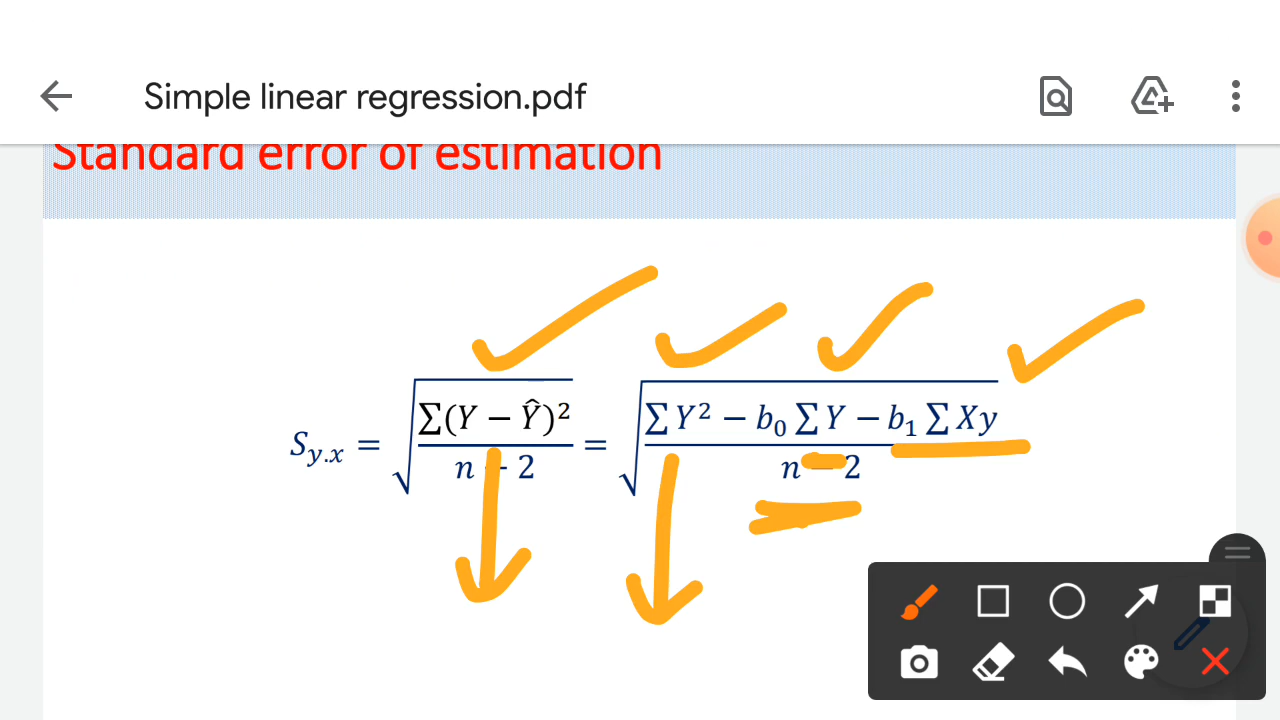 Simple linear regression.pdf
Standard error of estimation
S_{y.x} = √(∑(Y − Ŷ)² / n − 2) = √(∑Y² − b₀∑Y − b₁∑Xy / n − 2)